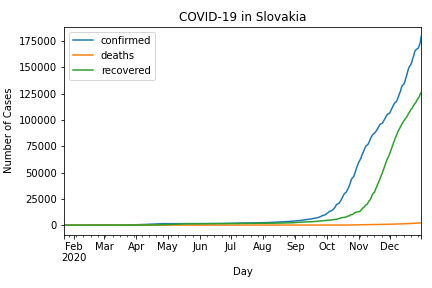 COVID-19 in Slovakia
confirmed
deaths
recovered
Number of Cases
175000
150000
125000
100000
75000
50000
25000
0
Feb Mar Apr May Jun Jul Aug Sep Oct Nov Dec
2020
Day